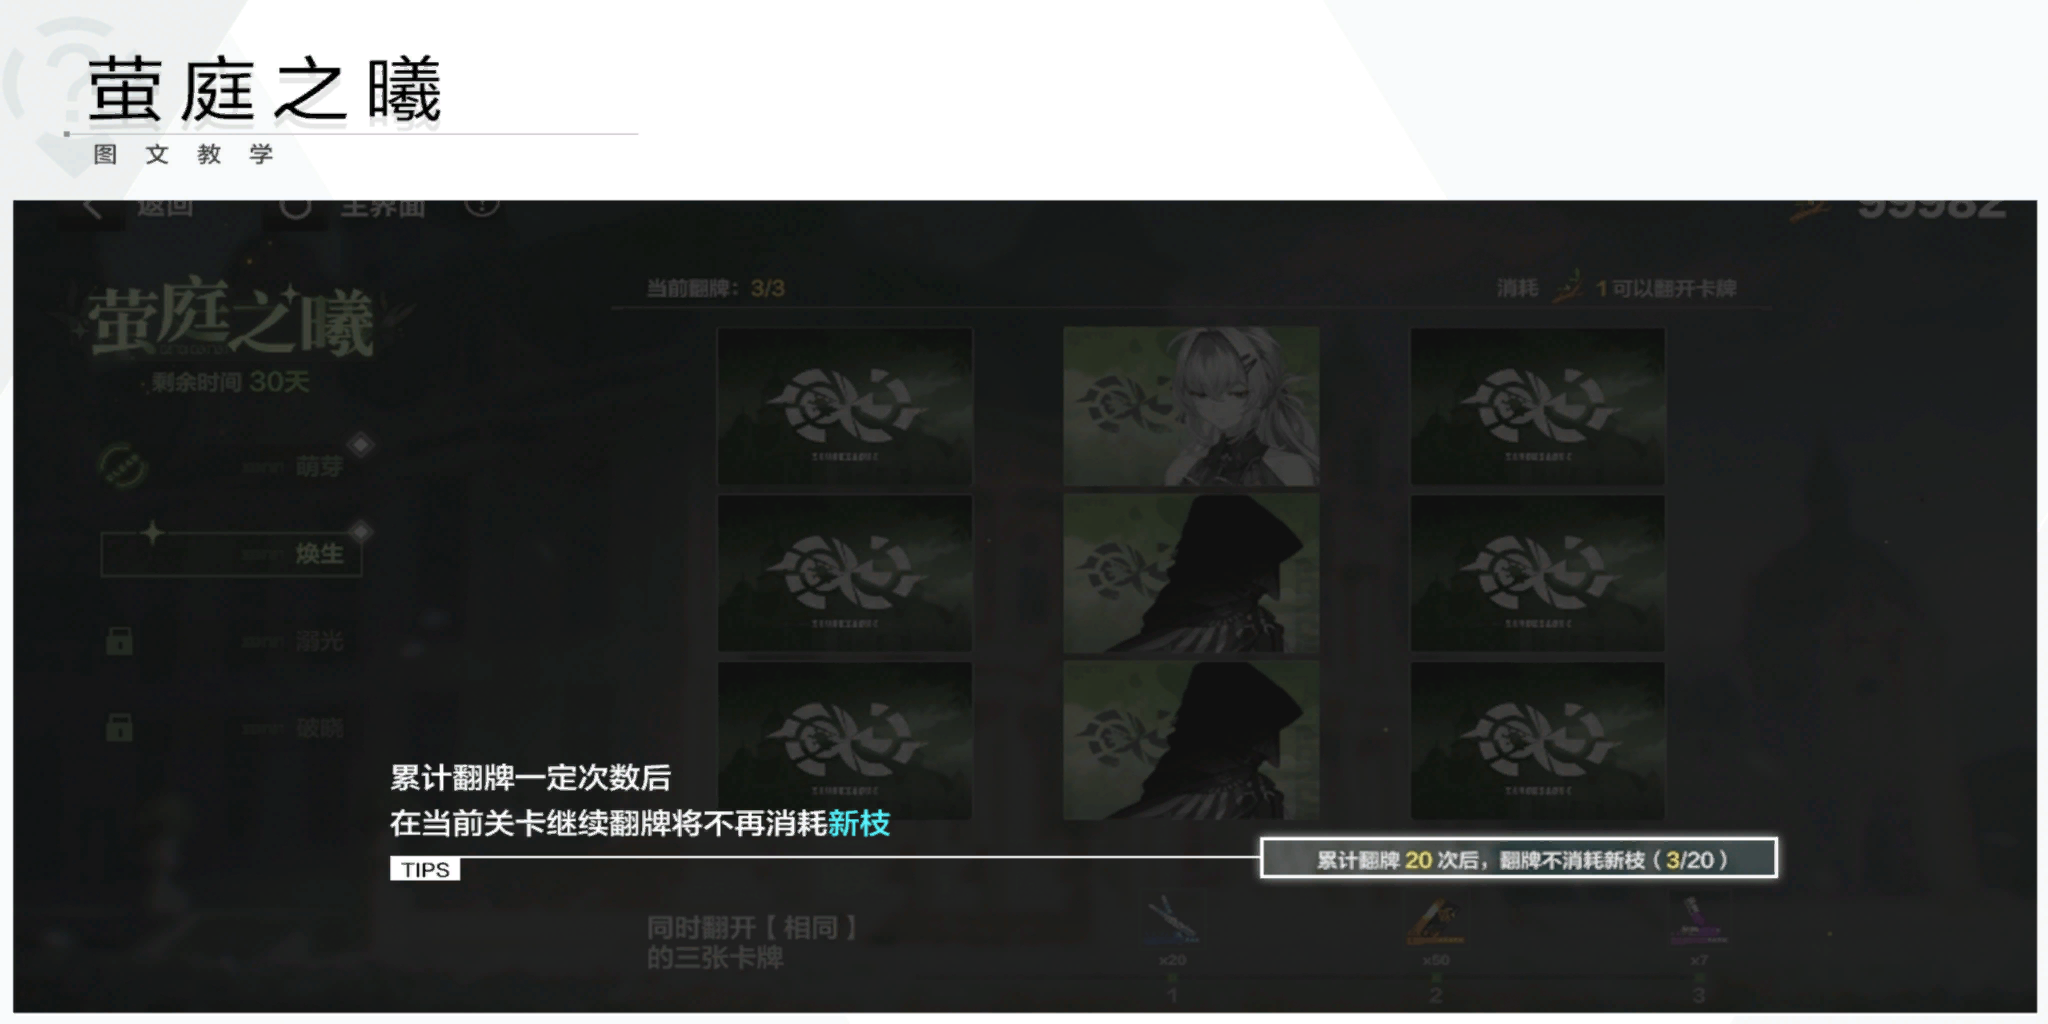 萤庭之曦
图文教学
返回
主界面
99982
萤庭之曦
剩余时间 30天
萌芽
焕生
溺光
破晓
当前翻牌：3/3
消耗 1 可以翻开卡牌
累计翻牌一定次数后
在当前关卡继续翻牌将不再消耗新枝
TIPS
累计翻牌 20 次后，翻牌不消耗新枝（3/20）
同时翻开【相同】
的三张卡牌
x20
x50
x7
1
2
3